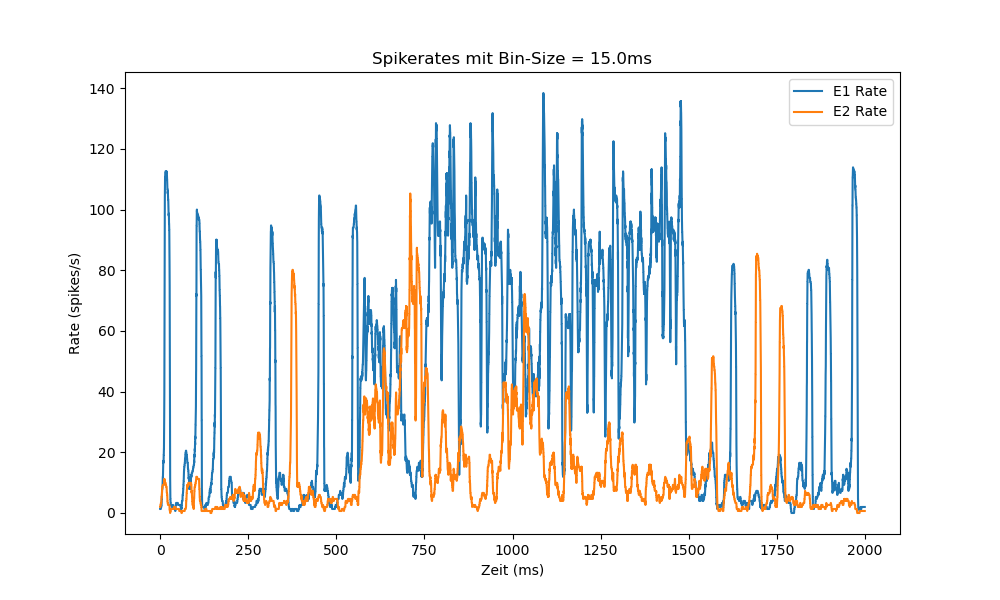 Spikerates mit Bin-Size = 15.0ms
E1 Rate
E2 Rate
Rate (spikes/s)
140
120
100
80
60
40
20
0
0 250 500 750 1000 1250 1500 1750 2000
Zeit (ms)